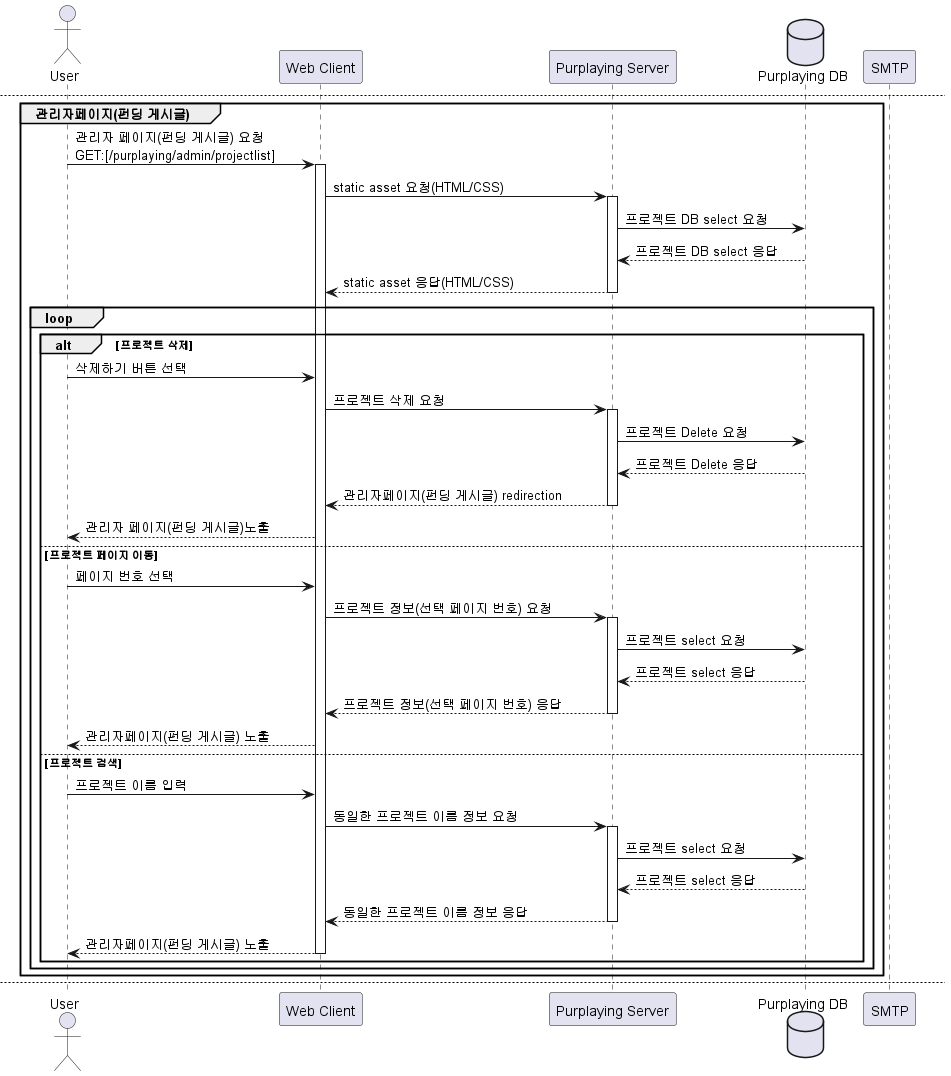 User
Web Client
Purplaying Server
Purplaying DB
SMTP
관리자페이지(펀딩 게시글)
관리자 페이지(펀딩 게시글) 요청
GET:[/purplaying/admin/projectlist]
static asset 요청(HTML/CSS)
프로젝트 DB select 요청
프로젝트 DB select 응답
static asset 응답(HTML/CSS)
loop
alt
[프로젝트 삭제]
삭제하기 버튼 선택
프로젝트 삭제 요청
프로젝트 Delete 요청
프로젝트 Delete 응답
관리자페이지(펀딩 게시글) redirection
관리자 페이지(펀딩 게시글)노출
[프로젝트 페이지 이동]
페이지 번호 선택
프로젝트 정보(선택 페이지 번호) 요청
프로젝트 select 요청
프로젝트 select 응답
프로젝트 정보(선택 페이지 번호) 응답
관리자페이지(펀딩 게시글) 노출
[프로젝트 검색]
프로젝트 이름 입력
동일한 프로젝트 이름 정보 요청
프로젝트 select 요청
프로젝트 select 응답
동일한 프로젝트 이름 정보 응답
관리자페이지(펀딩 게시글) 노출
User
Web Client
Purplaying Server
Purplaying DB
SMTP